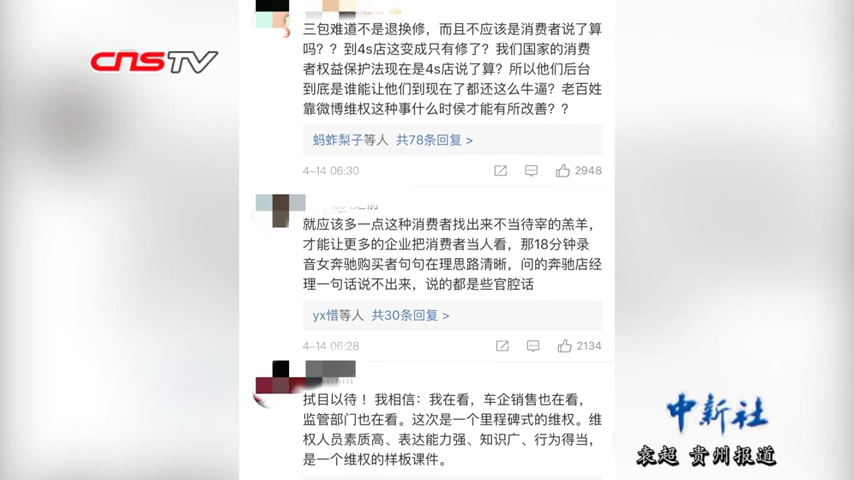 CNSTV
三包难道不是退换修，而且不应该是消费者说了算
吗？？到4s店这变成只有修了？我们国家的消费
者权益保护法现在是4s店说了算？所以他们后台
到底是谁能让他们到现在了都还这么牛逼？老百姓
靠微博维权这种事什么时侯才能有所改善？？
蚂蚱梨子等人 共78条回复 >
4-14 06:30 2948
就应该多一点这种消费者找出来不当待宰的羔羊，
才能让更多的企业把消费者当人看，那18分钟录
音女奔驰购买者句句在理思路清晰，问的奔驰店经
理一句话说不出来，说的都是些官腔话
yx惜等人 共30条回复 >
4-14 06:28 2134
拭目以待！我相信：我在看，车企销售也在看，
监管部门也在看。这次是一个里程碑式的维权。维
权人员素质高、表达能力强、知识广、行为得当，
是一个维权的样板课件。
中新社
袁超 贵州报道